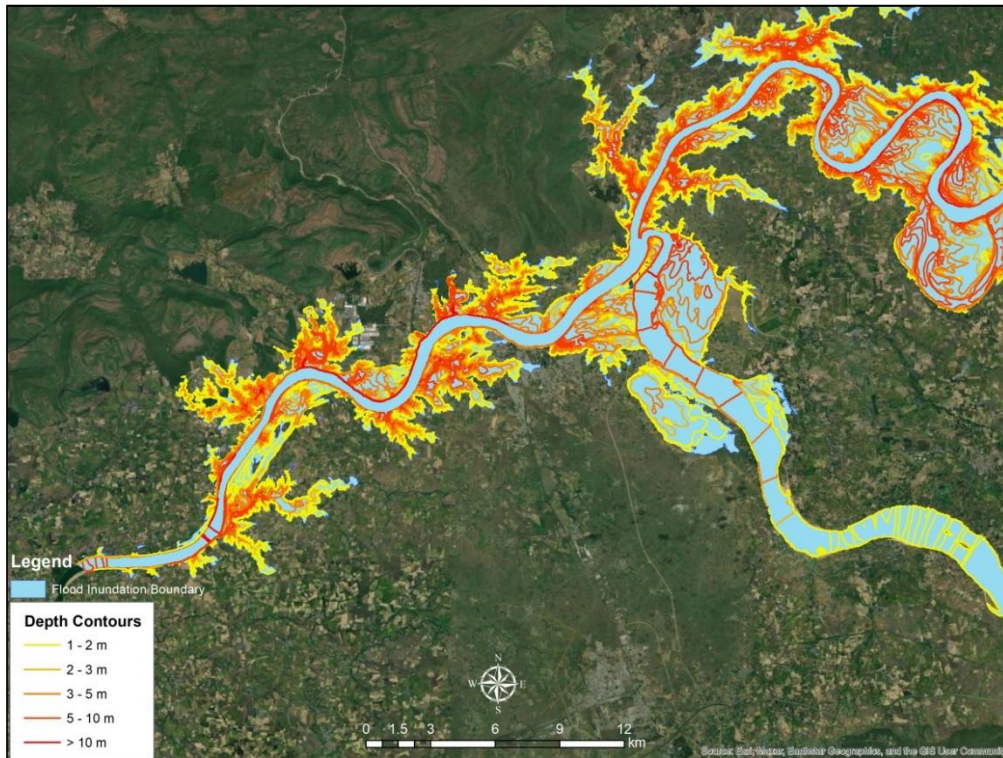 N
W E
S
Legend
Flood Inundation Boundary
Depth Contours
1 - 2 m
2 - 3 m
3 - 5 m
5 - 10 m
> 10 m
0 1.5 3 6 9 12
km
Source: Esri, Maxar, Earthstar Geographics, and the GIS User Communit